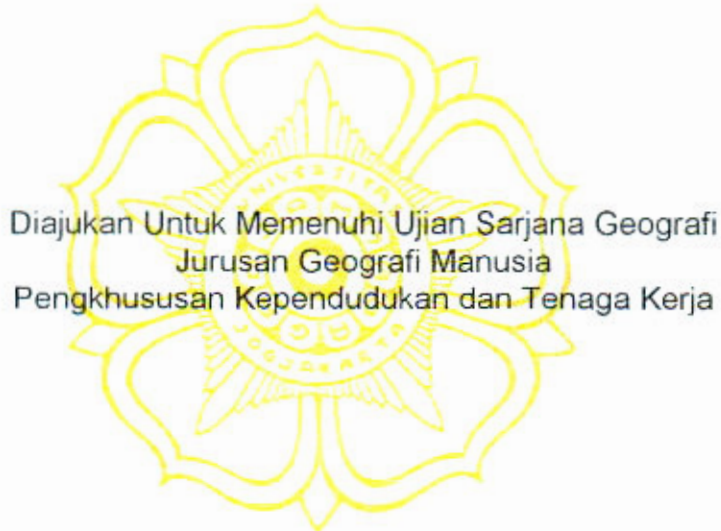 Diajukan Untuk Memenuhi Ujian Sarjana Geografi
Jurusan Geografi Manusia
Pengkhususan Kependudukan dan Tenaga Kerja